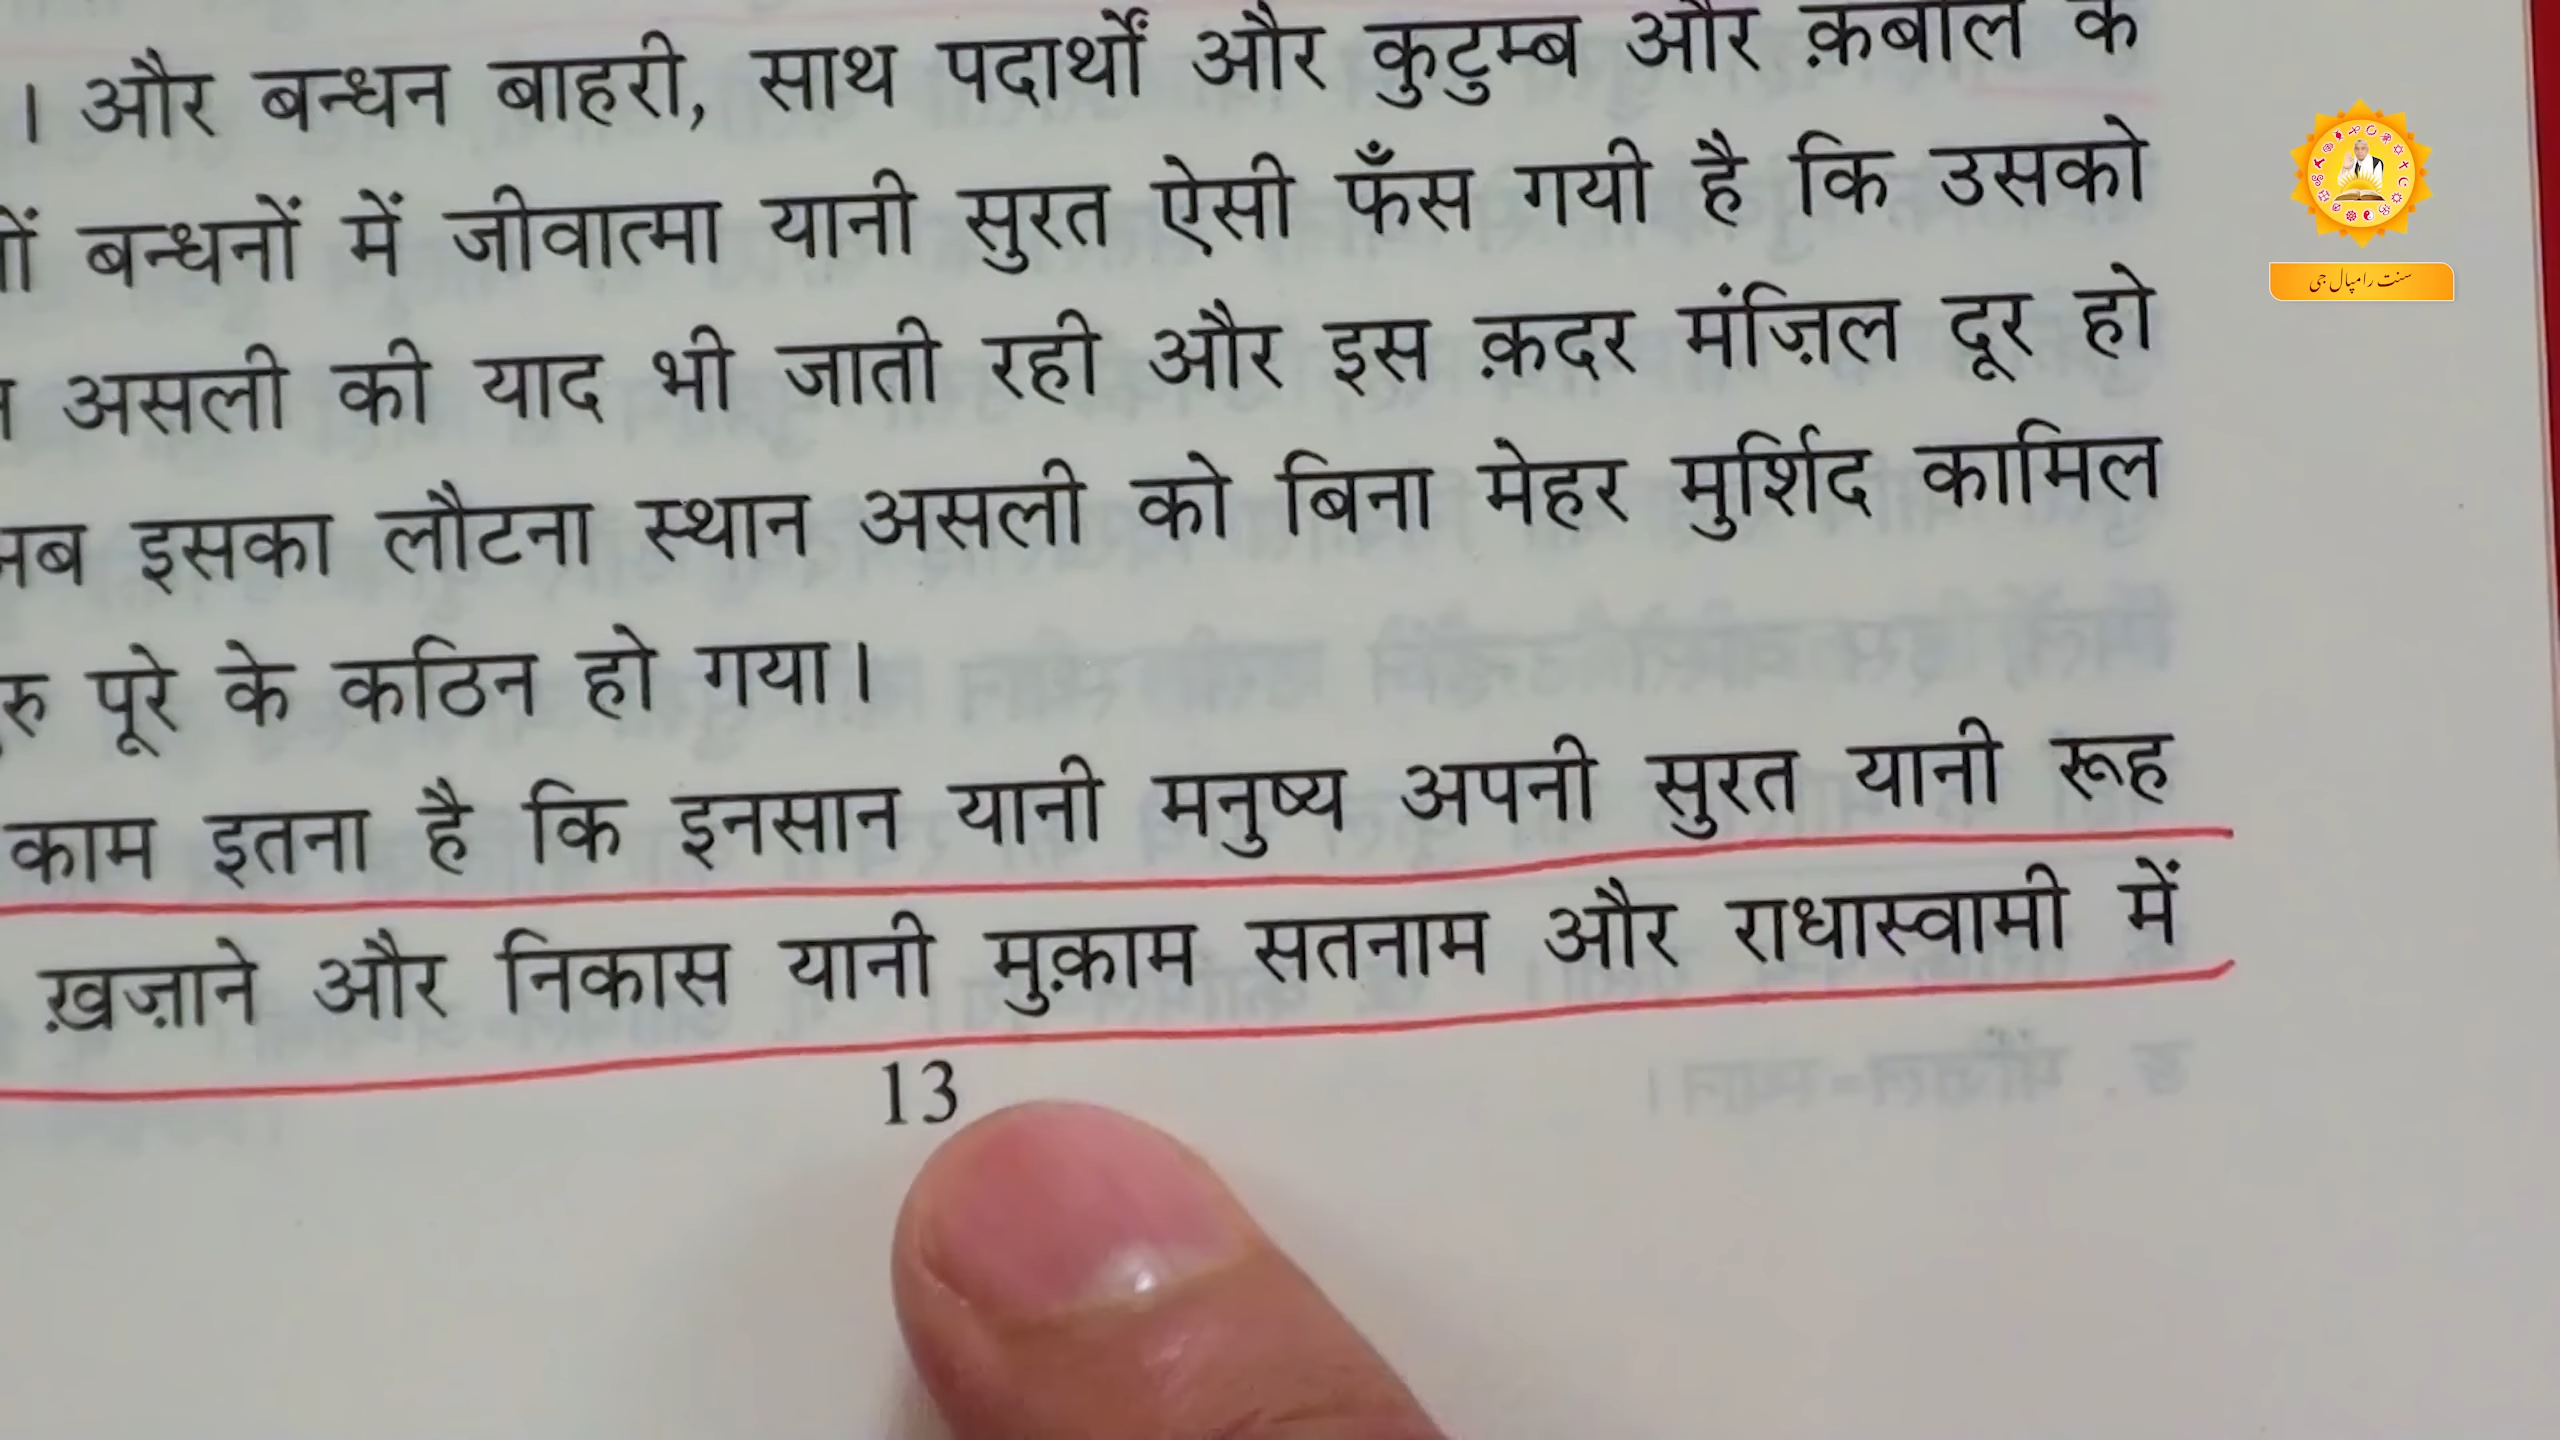 । और बन्धन बाहरी, साथ पदार्थों और कुटुम्ब और क़बीले के
बन्धनों में जीवात्मा यानी सुरत ऐसी फँस गयी है कि उसको
असली की याद भी जाती रही और इस क़दर मंज़िल दूर हो
इसका लौटना स्थान असली को बिना मेहर मुर्शिद कामिल
पूरे के कठिन हो गया।
काम इतना है कि इनसान यानी मनुष्य अपनी सुरत यानी रूह
ख़ज़ाने और निकास यानी मुक़ाम सतनाम और राधास्वामी में
13
سنت رامپال جی